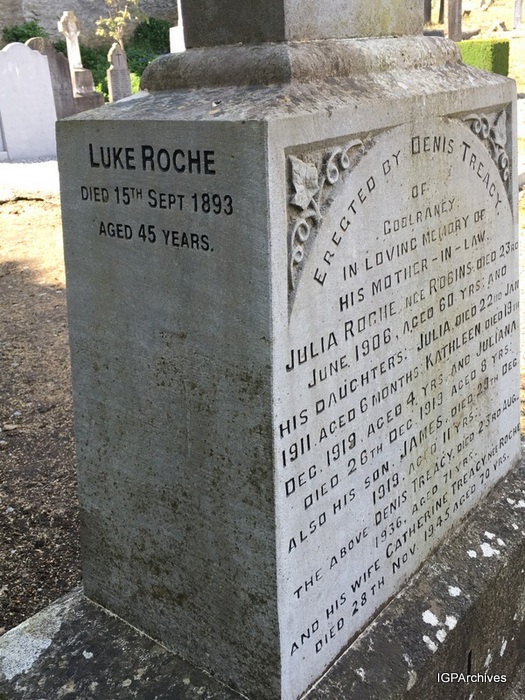 LUKE ROCHE
DIED 15TH SEPT 1893
AGED 45 YEARS.
ERECTED BY DENIS TREACY,
OF
COOLRANEY.
IN LOVING MEMORY OF
HIS MOTHER-IN-LAW.
JULIA ROCHE, NEE ROBINS, DIED 23RD
JUNE, 1906, AGED 60 YRS: AND
HIS DAUGHTERS: JULIA, DIED 22ND JAN
1911, AGED 6 MONTHS: KATHLEEN, DIED 19TH
DEC. 1919, AGED 4 YRS. AND JULIANA,
DIED 26TH DEC. 1919, AGED 8 YRS:
ALSO HIS SON, JAMES, DIED 29TH DEC.
1919, AGED 11 YRS:
THE ABOVE DENIS TREACY, DIED 23RD AUG.
1936, AGED 71 YRS.
AND HIS WIFE CATHERINE TREACY NEE ROCHE,
DIED 28TH NOV. 1945 AGED 70 YRS.
IGPArchives